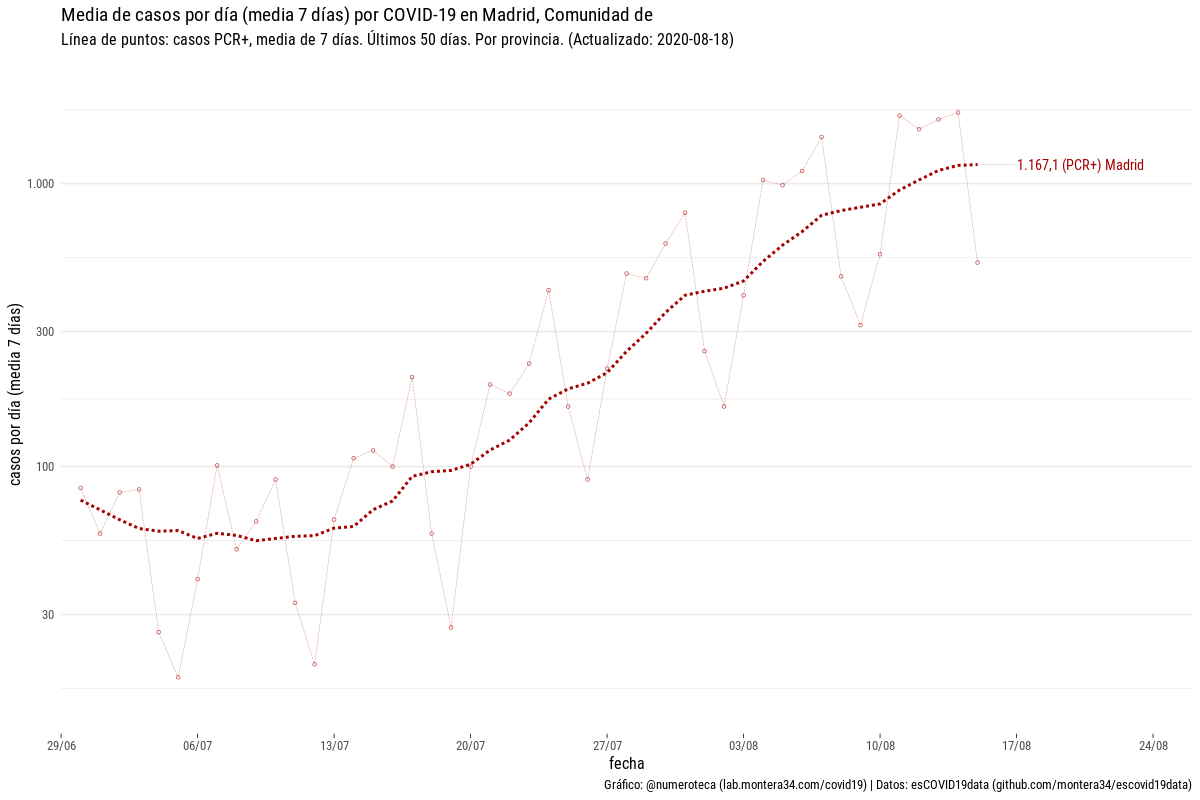 Media de casos por día (media 7 días) por COVID-19 en Madrid, Comunidad de
Línea de puntos: casos PCR+, media de 7 días. Últimos 50 días. Por provincia. (Actualizado: 2020-08-18)
casos por día (media 7 días)
1.000
300
100
30
1.167,1 (PCR+) Madrid
29/06 06/07 13/07 20/07 27/07 03/08 10/08 17/08 24/08
fecha
Gráfico: @numeroteca (lab.montera34.com/covid19) | Datos: esCOVID19data (github.com/montera34/escovid19data)